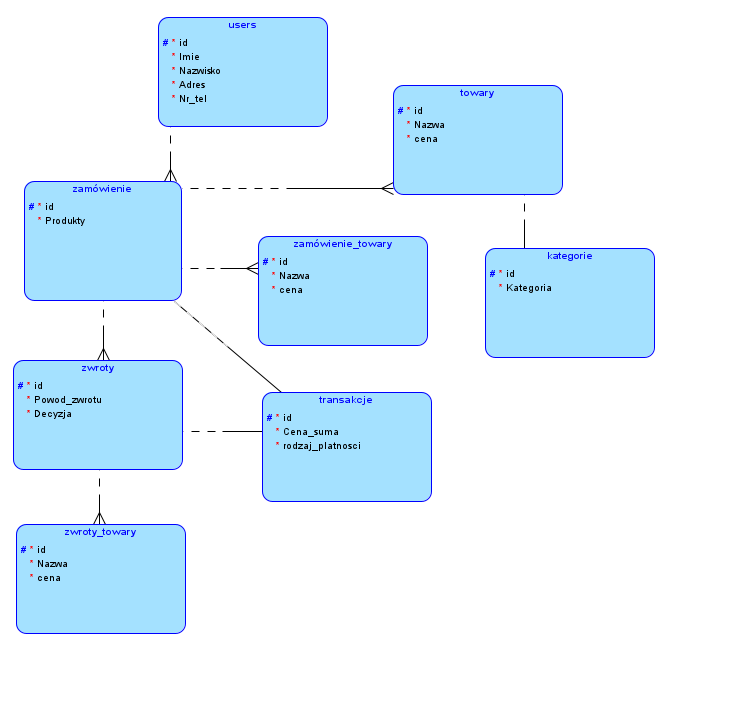 users
# * id
* Imie
* Nazwisko
* Adres
* Nr_tel
towary
# * id
* Nazwa
* cena
zamówienie
# * id
* Produkty
zamówienie_towary
# * id
* Nazwa
* cena
kategorie
# * id
* Kategoria
zwroty
# * id
* Powod_zwrotu
* Decyzja
transakcje
# * id
* Cena_suma
* rodzaj_platnosci
zwroty_towary
# * id
* Nazwa
* cena